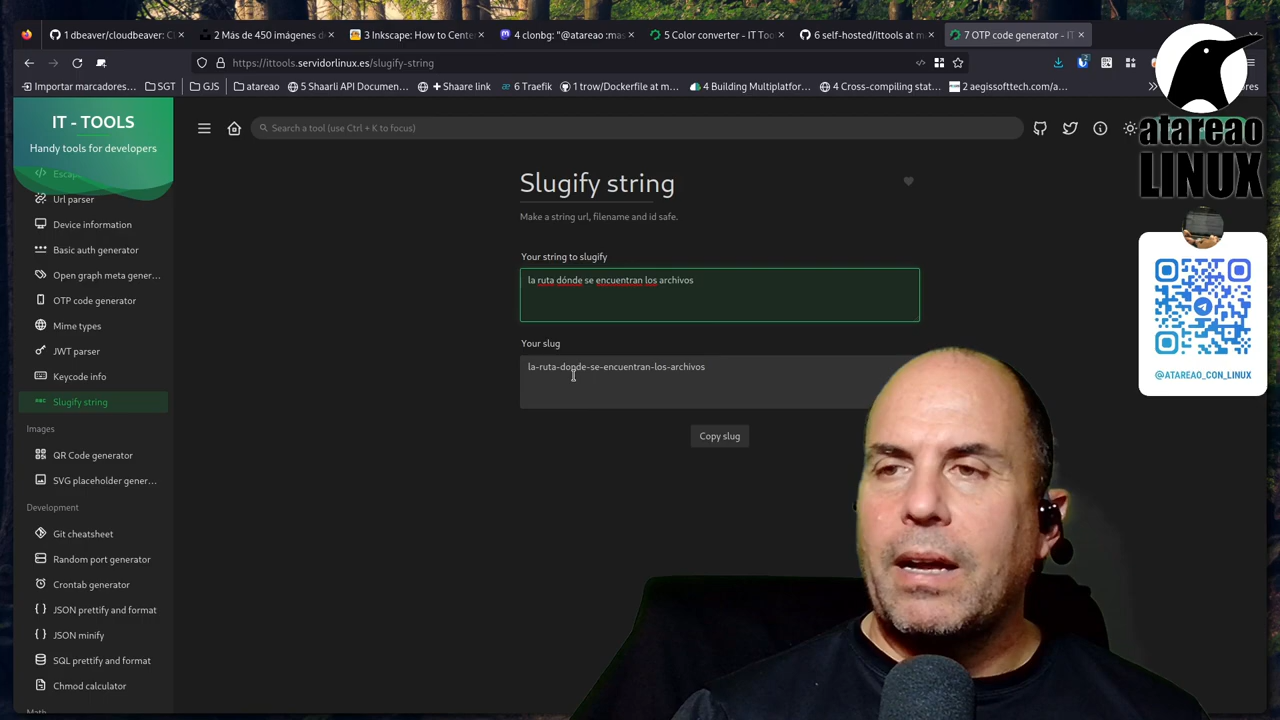 1 dbeaver/cloudbeaver: Cl
2 Más de 450 imágenes d
3 Inkscape: How to Center
4 clonbg: "@atareao :mas
5 Color converter - IT Too
6 self-hosted/ittools at m
7 OTP code generator - IT
https://ittools.servidorlinux.es/slugify-string
Importar marcadores...
SGT
GJS
atareao
5 Shaarli API Documen...
Share link
6 Traefik
1 trow/Dockerfile at m...
4 Building Multiplatfor...
4 Cross-compiling stat...
2 aegissofttech.com/a...
ores
IT - TOOLS
Handy tools for developers
Search a tool (use Ctrl + K to focus)
atareao
LINUX
Escap
Url parser
Device information
Basic auth generator
Open graph meta gener...
OTP code generator
Mime types
JWT parser
Keycode info
Slugify string
Images
QR Code generator
SVG placeholder gener...
Development
Git cheatsheet
Random port generator
Crontab generator
JSON prettify and format
JSON minify
SQL prettify and format
Chmod calculator
Math
Slugify string
Make a string url, filename and id safe.
Your string to slugify
la ruta dónde se encuentran los archivos
Your slug
la-ruta-donde-se-encuentran-los-archivos
Copy slug
@ATAREAO_CON_LINUX